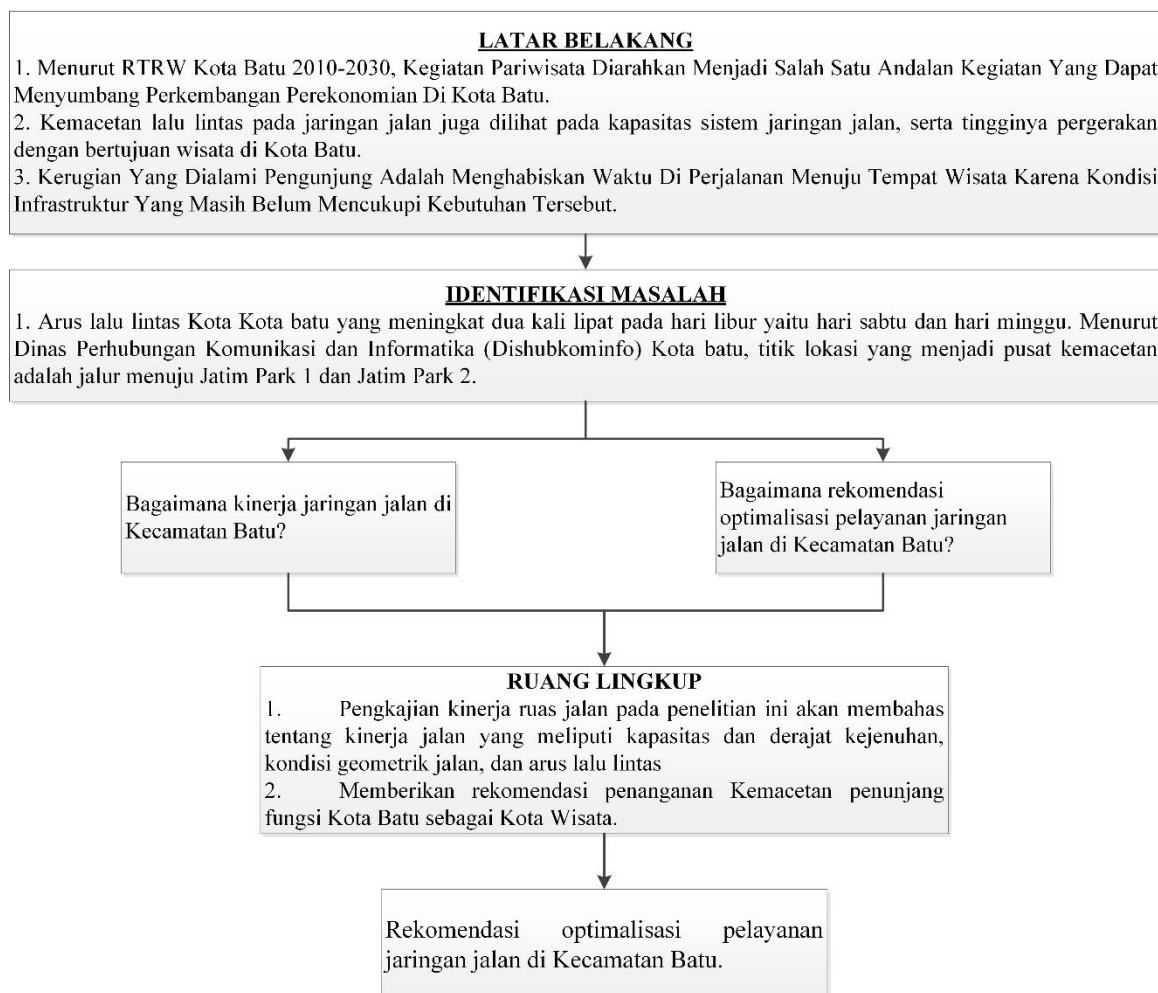 LATAR BELAKANG
1. Menurut RTRW Kota Batu 2010-2030, Kegiatan Pariwisata Diarahkan Menjadi Salah Satu Andalan Kegiatan Yang Dapat
Menyumbang Perkembangan Perekonomian Di Kota Batu.
2. Kemacetan lalu lintas pada jaringan jalan juga dilihat pada kapasitas sistem jaringan jalan, serta tingginya pergerakan
dengan bertujuan wisata di Kota Batu.
3. Kerugian Yang Dialami Pengunjung Adalah Menghabiskan Waktu Di Perjalanan Menuju Tempat Wisata Karena Kondisi
Infrastruktur Yang Masih Belum Mencukupi Kebutuhan Tersebut.
IDENTIFIKASI MASALAH
1. Arus lalu lintas Kota Kota batu yang meningkat dua kali lipat pada hari libur yaitu hari sabtu dan hari minggu. Menurut
Dinas Perhubungan Komunikasi dan Informatika (Dishubkominfo) Kota batu, titik lokasi yang menjadi pusat kemacetan
adalah jalur menuju Jatim Park 1 dan Jatim Park 2.
Bagaimana kinerja jaringan jalan di
Kecamatan Batu?
Bagaimana rekomendasi
optimalisasi pelayanan jaringan
jalan di Kecamatan Batu?
RUANG LINGKUP
1. Pengkajian kinerja ruas jalan pada penelitian ini akan membahas
tentang kinerja jalan yang meliputi kapasitas dan derajat kejenuhan,
kondisi geometrik jalan, dan arus lalu lintas
2. Memberikan rekomendasi penanganan Kemacetan penunjang
fungsi Kota Batu sebagai Kota Wisata.
Rekomendasi optimalisasi pelayanan
jaringan jalan di Kecamatan Batu.